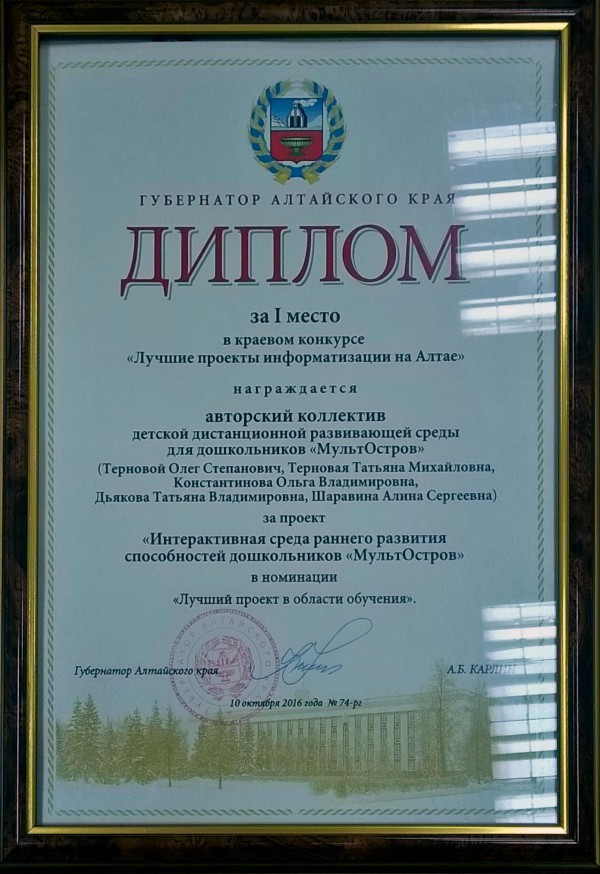 ГУБЕРНАТОР АЛТАЙСКОГО КРАЯ
ДИПЛОМ
за I место
в краевом конкурсе
«Лучшие проекты информатизации на Алтае»
награждается
авторский коллектив
детской дистанционной развивающей среды
для дошкольников «МультОстров»
(Терновой Олег Степанович, Терновая Татьяна Михайловна,
Константинова Ольга Владимировна,
Дьякова Татьяна Владимировна, Шаравина Алина Сергеевна)
за проект
«Интерактивная среда раннего развития
способностей дошкольников «МультОстров»
в номинации
«Лучший проект в области обучения».
Губернатор Алтайского края
А.Б. КАРЛИН
10 октября 2016 года № 74-рг